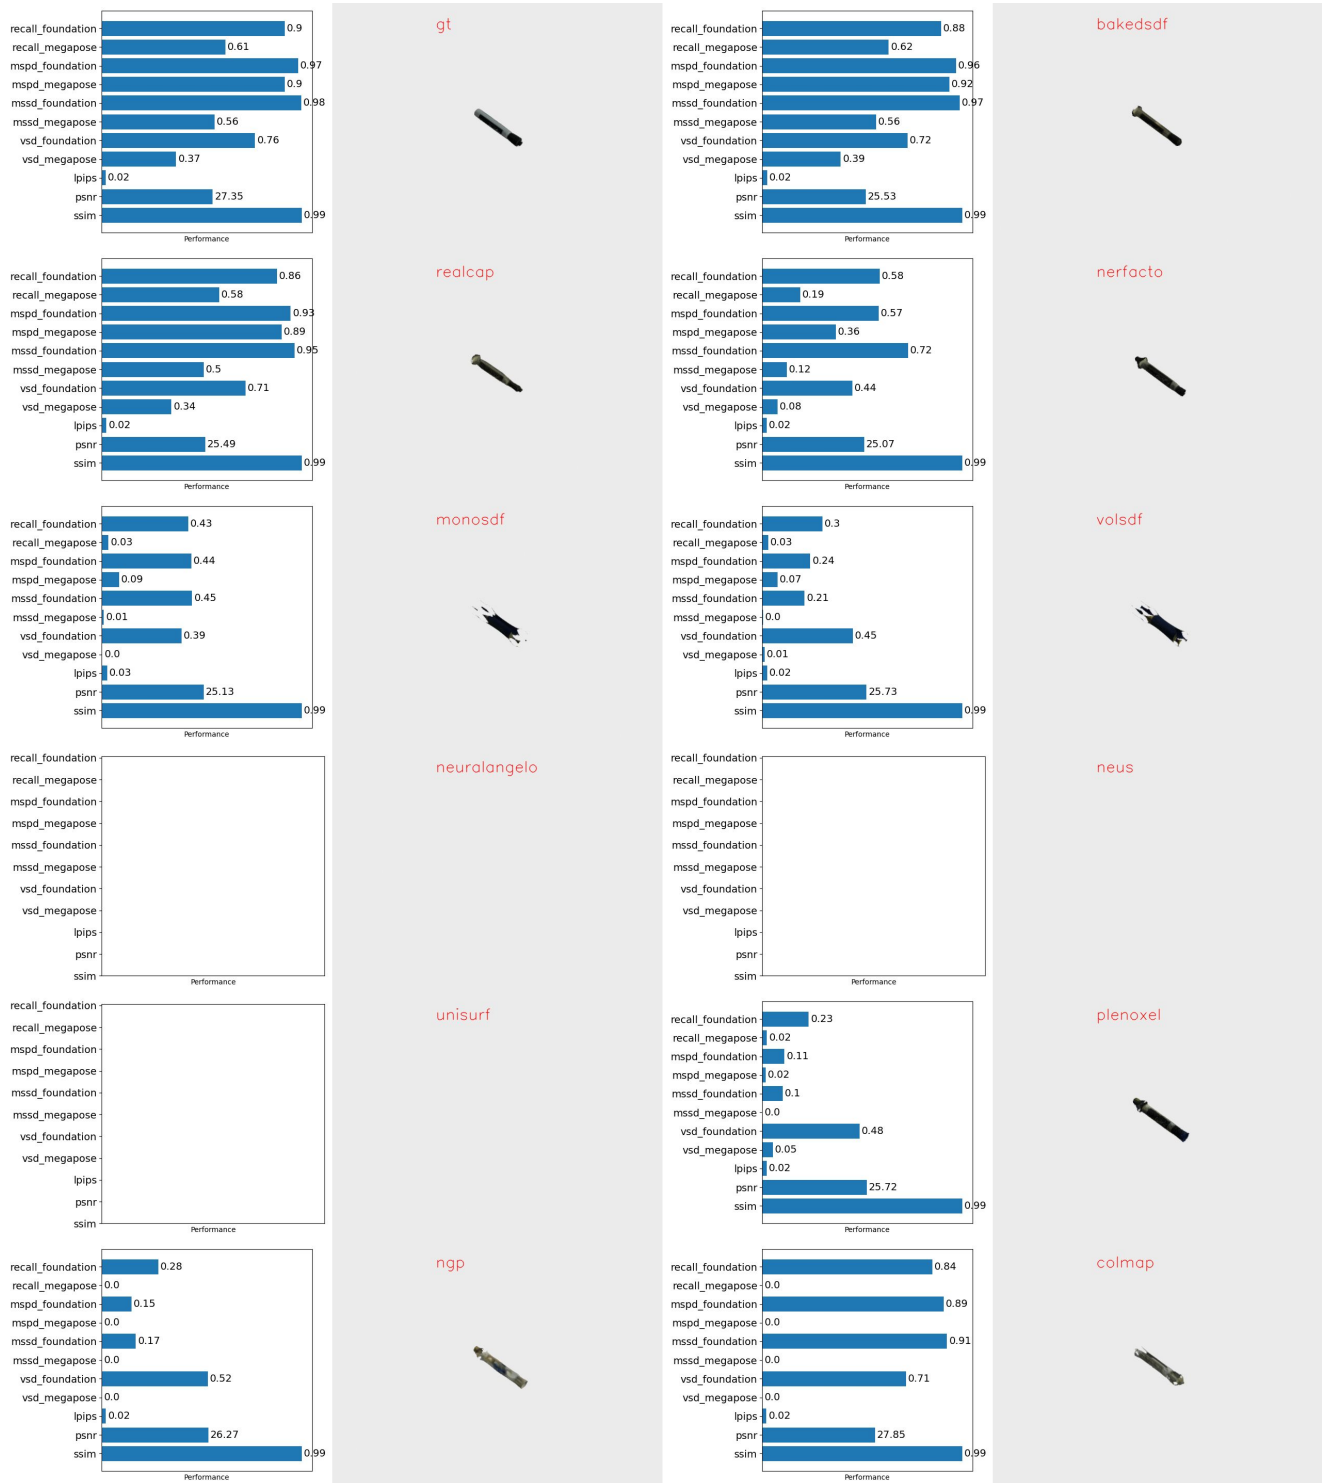 gt
recall_foundation 0.9
recall_megapose 0.61
mspd_foundation 0.97
mspd_megapose 0.9
mssd_foundation 0.98
mssd_megapose 0.56
vsd_foundation 0.76
vsd_megapose 0.37
lpips 0.02
psnr 27.35
ssim 0.99
Performance
bakedsdf
recall_foundation 0.88
recall_megapose 0.62
mspd_foundation 0.96
mspd_megapose 0.92
mssd_foundation 0.97
mssd_megapose 0.56
vsd_foundation 0.72
vsd_megapose 0.39
lpips 0.02
psnr 25.53
ssim 0.99
Performance
realcap
recall_foundation 0.86
recall_megapose 0.58
mspd_foundation 0.93
mspd_megapose 0.89
mssd_foundation 0.95
mssd_megapose 0.5
vsd_foundation 0.71
vsd_megapose 0.34
lpips 0.02
psnr 25.49
ssim 0.99
Performance
nerfacto
recall_foundation 0.58
recall_megapose 0.19
mspd_foundation 0.57
mspd_megapose 0.36
mssd_foundation 0.72
mssd_megapose 0.12
vsd_foundation 0.44
vsd_megapose 0.08
lpips 0.02
psnr 25.07
ssim 0.99
Performance
monosdf
recall_foundation 0.43
recall_megapose 0.03
mspd_foundation 0.44
mspd_megapose 0.09
mssd_foundation 0.45
mssd_megapose 0.01
vsd_foundation 0.39
vsd_megapose 0.0
lpips 0.03
psnr 25.13
ssim 0.99
Performance
volsdf
recall_foundation 0.3
recall_megapose 0.03
mspd_foundation 0.24
mspd_megapose 0.07
mssd_foundation 0.21
mssd_megapose 0.0
vsd_foundation 0.45
vsd_megapose 0.01
lpips 0.02
psnr 25.73
ssim 0.99
Performance
neuralangelo
recall_foundation
recall_megapose
mspd_foundation
mspd_megapose
mssd_foundation
mssd_megapose
vsd_foundation
vsd_megapose
lpips
psnr
ssim
Performance
neus
recall_foundation
recall_megapose
mspd_foundation
mspd_megapose
mssd_foundation
mssd_megapose
vsd_foundation
vsd_megapose
lpips
psnr
ssim
Performance
unisurf
recall_foundation
recall_megapose
mspd_foundation
mspd_megapose
mssd_foundation
mssd_megapose
vsd_foundation
vsd_megapose
lpips
psnr
ssim
Performance
plenoxel
recall_foundation 0.23
recall_megapose 0.02
mspd_foundation 0.11
mspd_megapose 0.02
mssd_foundation 0.1
mssd_megapose 0.0
vsd_foundation 0.48
vsd_megapose 0.05
lpips 0.02
psnr 25.72
ssim 0.99
Performance
ngp
recall_foundation 0.28
recall_megapose 0.0
mspd_foundation 0.15
mspd_megapose 0.0
mssd_foundation 0.17
mssd_megapose 0.0
vsd_foundation 0.52
vsd_megapose 0.0
lpips 0.02
psnr 26.27
ssim 0.99
Performance
colmap
recall_foundation 0.84
recall_megapose 0.0
mspd_foundation 0.89
mspd_megapose 0.0
mssd_foundation 0.91
mssd_megapose 0.0
vsd_foundation 0.71
vsd_megapose 0.0
lpips 0.02
psnr 27.85
ssim 0.99
Performance